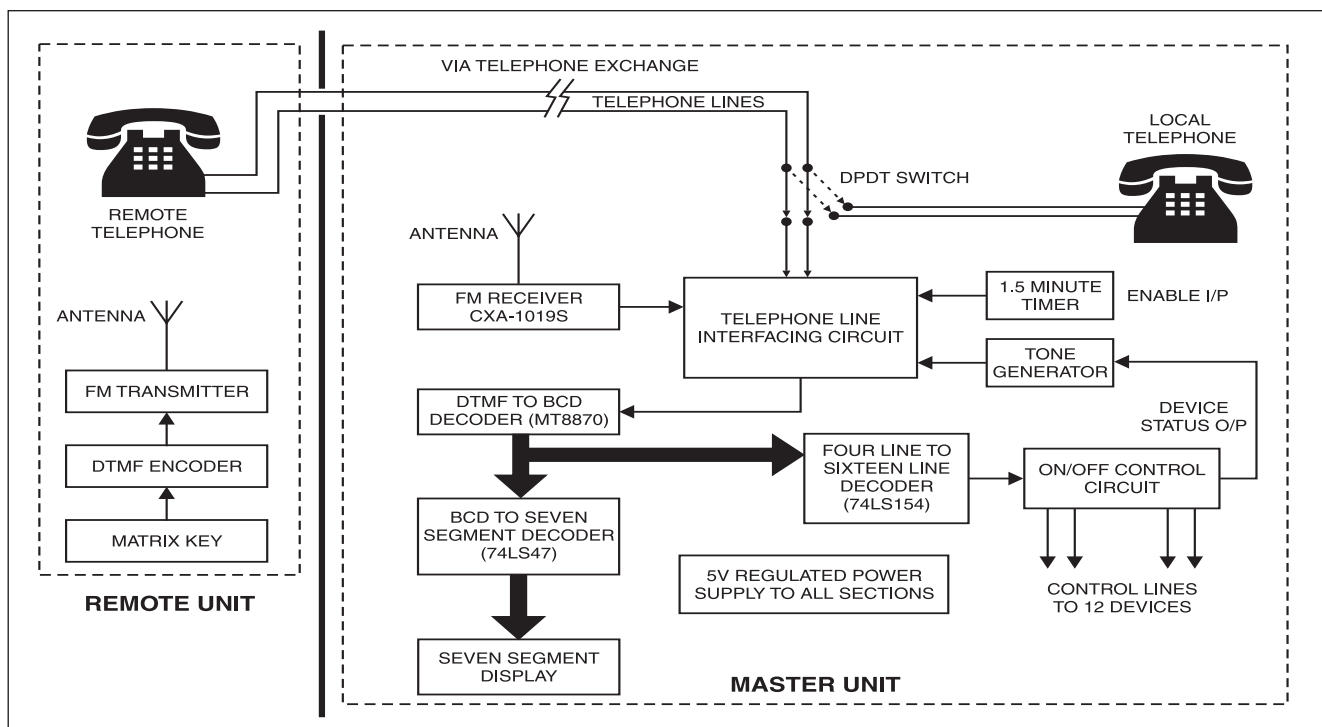 VIA TELEPHONE EXCHANGE
TELEPHONE LINES
REMOTE
TELEPHONE
ANTENNA
FM TRANSMITTER
DTMF ENCODER
MATRIX KEY
REMOTE UNIT
LOCAL
TELEPHONE
DPDT SWITCH
ANTENNA
FM RECEIVER
CXA-1019S
TELEPHONE LINE
INTERFACING CIRCUIT
1.5 MINUTE
TIMER
ENABLE I/P
TONE
GENERATOR
DEVICE
STATUS O/P
DTMF TO BCD
DECODER (MT8870)
FOUR LINE TO
SIXTEEN LINE
DECODER
(74LS154)
ON/OFF CONTROL
CIRCUIT
BCD TO SEVEN
SEGMENT DECODER
(74LS47)
5V REGULATED POWER
SUPPLY TO ALL SECTIONS
CONTROL LINES
TO 12 DEVICES
SEVEN SEGMENT
DISPLAY
MASTER UNIT